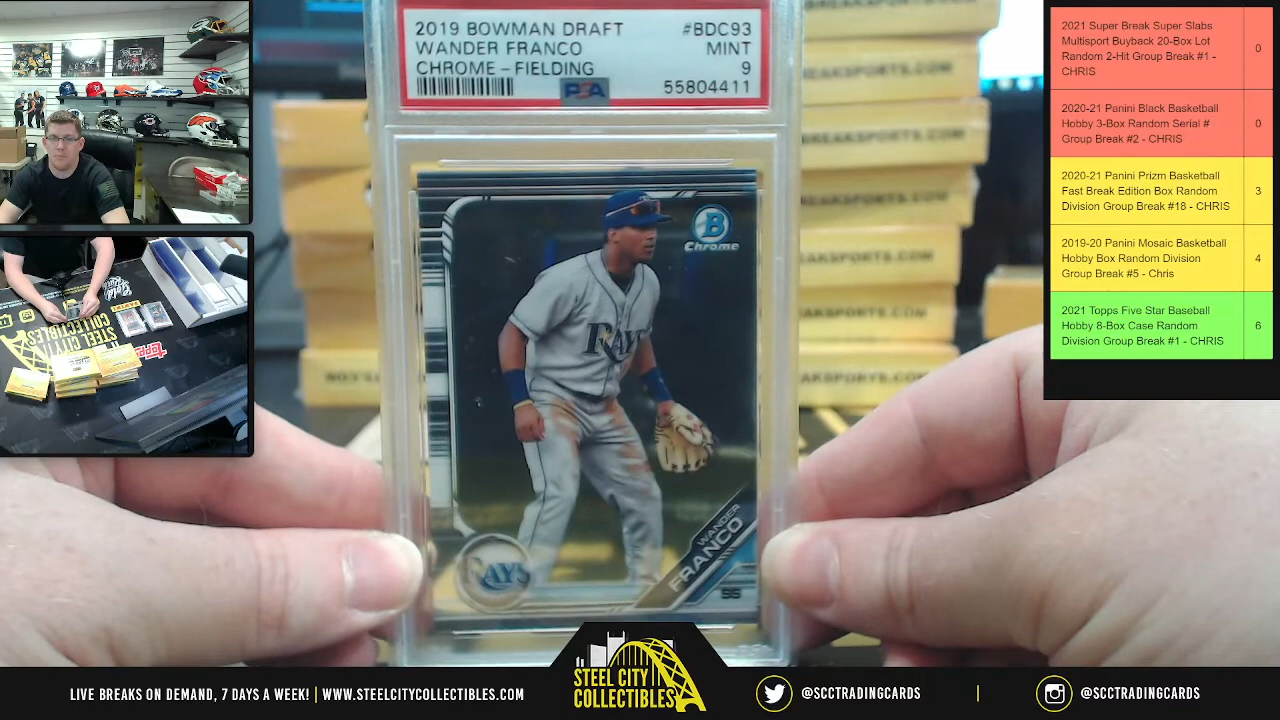 2019 BOWMAN DRAFT #BDC93
WANDER FRANCO MINT
CHROME - FIELDING 9
PSA 55804411
B
Chrome
RAYS
WANDER
FRANCO
RAYS
SS
2021 Super Break Super Slabs
Multisport Buyback 20-Box Lot
Random 2-Hit Group Break #1 -
CHRIS
0
2020-21 Panini Black Basketball
Hobby 3-Box Random Serial #
Group Break #2 - CHRIS
0
2020-21 Panini Prizm Basketball
Fast Break Edition Box Random
Division Group Break #18 - CHRIS
3
2019-20 Panini Mosaic Basketball
Hobby Box Random Division
Group Break #5 - Chris
4
2021 Topps Five Star Baseball
Hobby 8-Box Case Random
Division Group Break #1 - CHRIS
6
STEEL CITY
COLLECTIBLES
topps
LIVE BREAKS ON DEMAND, 7 DAYS A WEEK! | WWW.STEELCITYCOLLECTIBLES.COM
STEEL CITY
COLLECTIBLES
@SCCTRADINGCARDS | @SCCTRADINGCARDS